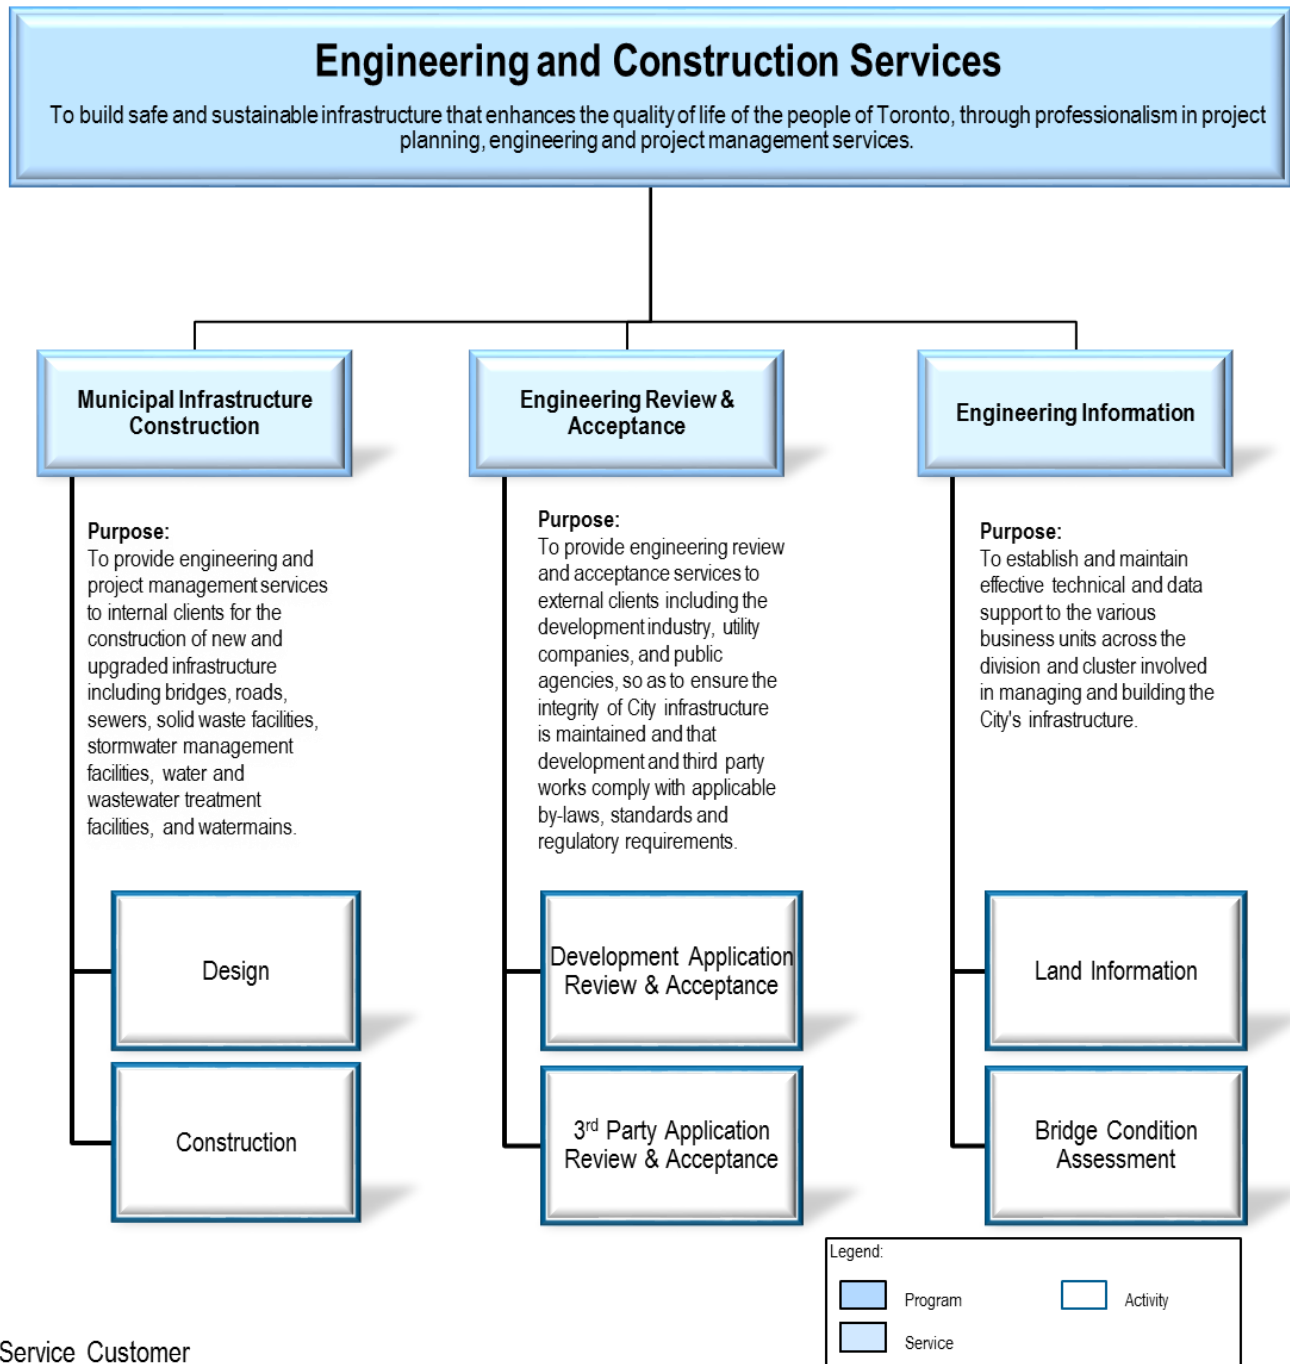 Engineering and Construction Services
To build safe and sustainable infrastructure that enhances the quality of life of the people of Toronto, through professionalism in project
planning, engineering and project management services.
Municipal Infrastructure
Construction
Engineering Review &
Acceptance
Engineering Information
Purpose:
To provide engineering and
project management services
to internal clients for the
construction of new and
upgraded infrastructure
including bridges, roads,
sewers, solid waste facilities,
stormwater management
facilities, water and
wastewater treatment
facilities, and watermains.
Purpose:
To provide engineering review
and acceptance services to
external clients including the
development industry, utility
companies, and public
agencies, so as to ensure the
integrity of City infrastructure
is maintained and that
development and third party
works comply with applicable
by-laws, standards and
regulatory requirements.
Purpose:
To establish and maintain
effective technical and data
support to the various
business units across the
division and cluster involved
in managing and building the
City's infrastructure.
Design
Development Application
Review & Acceptance
Land Information
Construction
3rd Party Application
Review & Acceptance
Bridge Condition
Assessment
Legend:
Program
Activity
Service
Service Customer